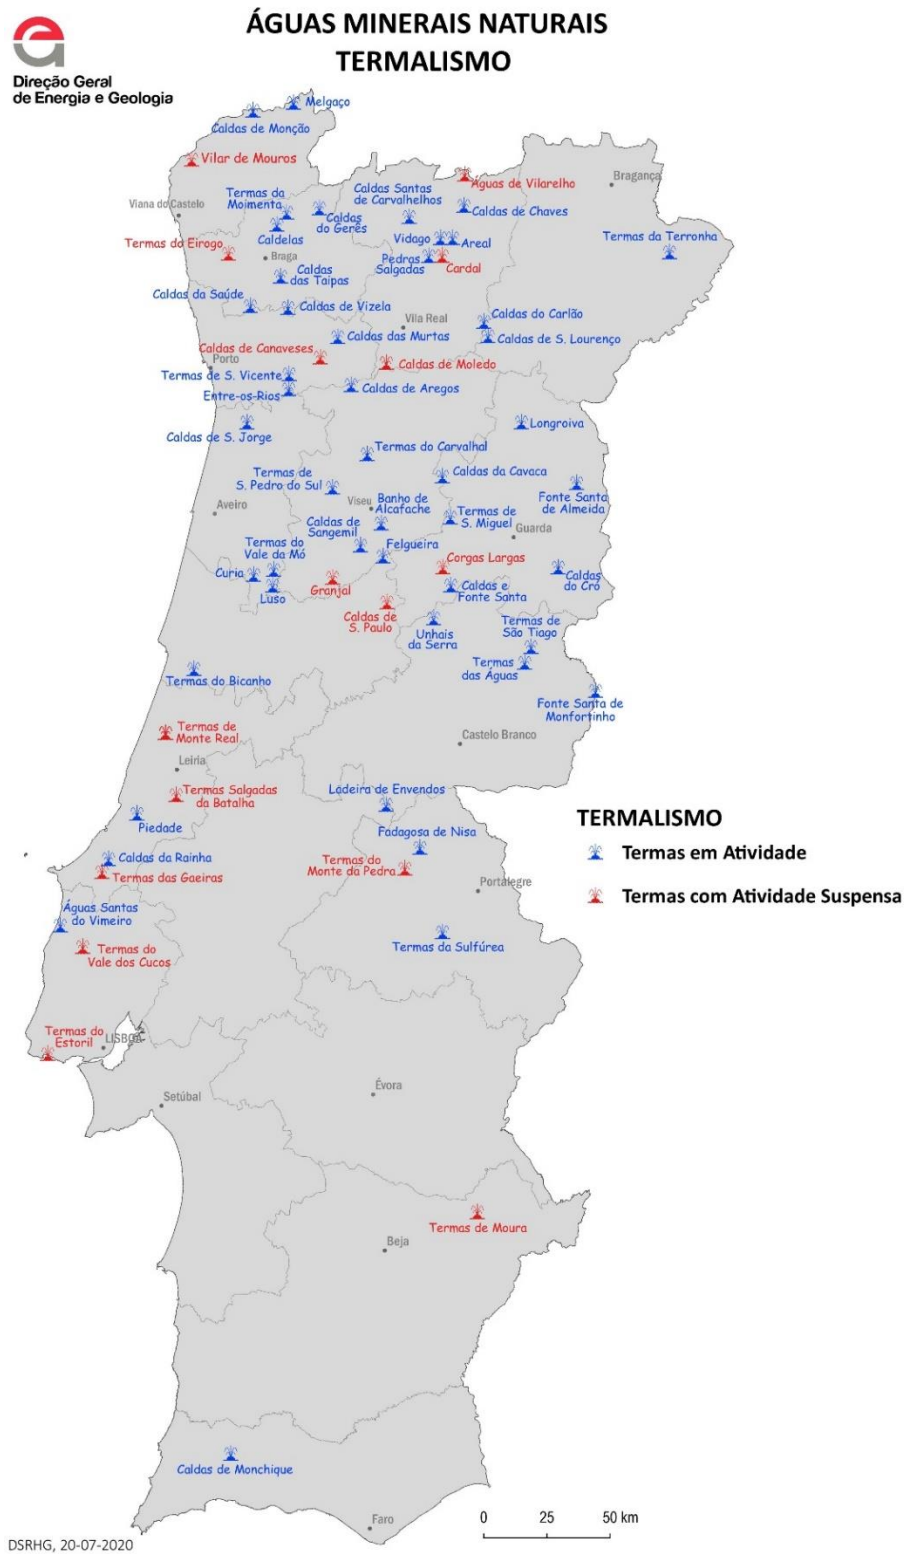 ÁGUAS MINERAIS NATURAIS
TERMALISMO
Direção Geral
de Energia e Geologia
Melgaço
Caldas de Monção
Vilar de Mouros
Águas de Vilarelho
Bragança
Caldas Santas
de Carvalhelhos
Termas da
Moimenta
Viana do Castelo
Caldas
do Gerês
Caldas de Chaves
Caldelas
Termas do Eirogo
Vidago
Areal
Termas da Terronha
Braga
Pedras
Salgadas
Cardal
Caldas
das Taipas
Caldas da Saúde
Caldas de Vizela
Caldas do Carlão
Vila Real
Caldas das Murtas
Caldas de S. Lourenço
Caldas de Canaveses
Porto
Caldas de Moledo
Termas de S. Vicente
Entre-os-Rios
Caldas de Aregos
Longroiva
Caldas de S. Jorge
Termas do Carvalhal
Termas de
S. Pedro do Sul
Caldas da Cavaca
Fonte Santa
de Almeida
Aveiro
Viseu
Banho de
Alcafache
Termas de
S. Miguel
Caldas de
Sangemil
Guarda
Termas do
Vale da Mó
Felgueira
Corgas Largas
Curia
Luso
Granjal
Caldas e
Fonte Santa
Caldas
do Cró
Caldas de
S. Paulo
Unhais
da Serra
Termas de
São Tiago
Termas
das Águas
Termas do Bicanho
Fonte Santa de
Monfortinho
Termas de
Monte Real
Castelo Branco
Leiria
Termas Salgadas
da Batalha
Ladeira de Envendos
Piedade
Fadagosa de Nisa
TERMALISMO
Termas em Atividade
Termas com Atividade Suspensa
Caldas da Rainha
Termas das Gaeiras
Termas do
Monte da Pedra
Portalegre
Águas Santas
do Vimeiro
Termas do
Vale dos Cucos
Termas da Sulfúrea
Termas do
Estoril
LISBOA
Évora
Setúbal
Termas de Moura
Beja
Caldas de Monchique
Faro
0 25 50 km
DSRHG, 20-07-2020